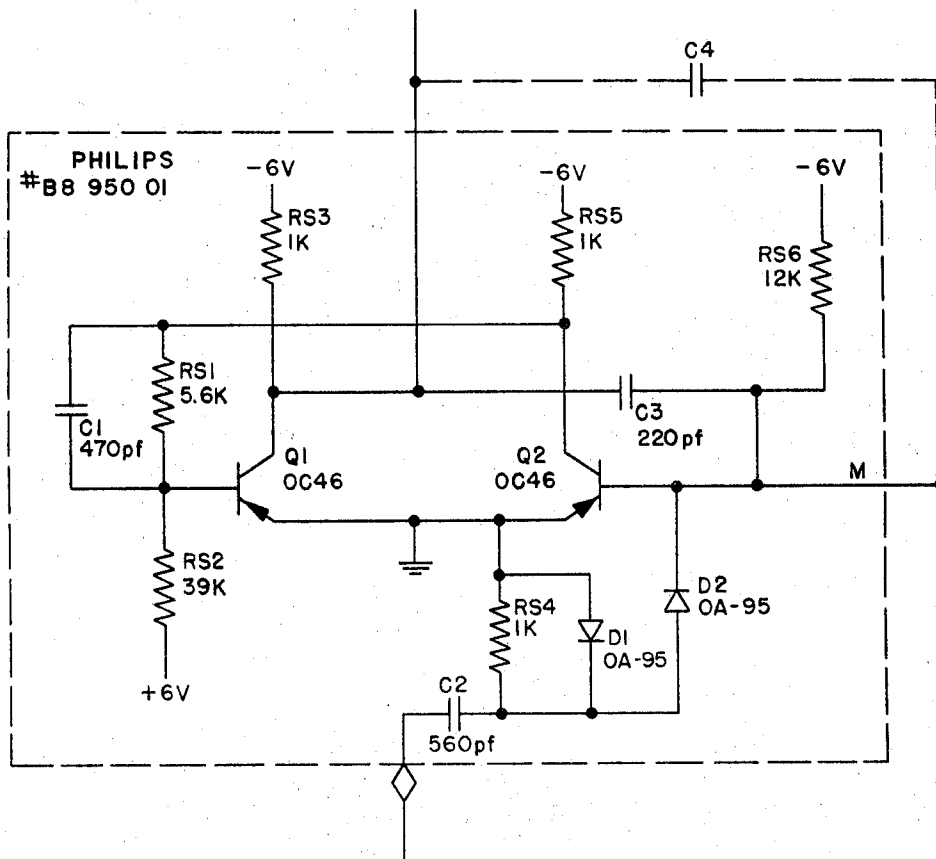 C4
PHILIPS
#B8 950 01
-6V
-6V
-6V
RS3
1K
RS5
1K
RS6
12K
RS1
5.6K
C1
470pf
C3
220pf
Q1
OC46
Q2
OC46
M
RS2
39K
RS4
1K
D2
OA-95
D1
OA-95
+6V
C2
560pf